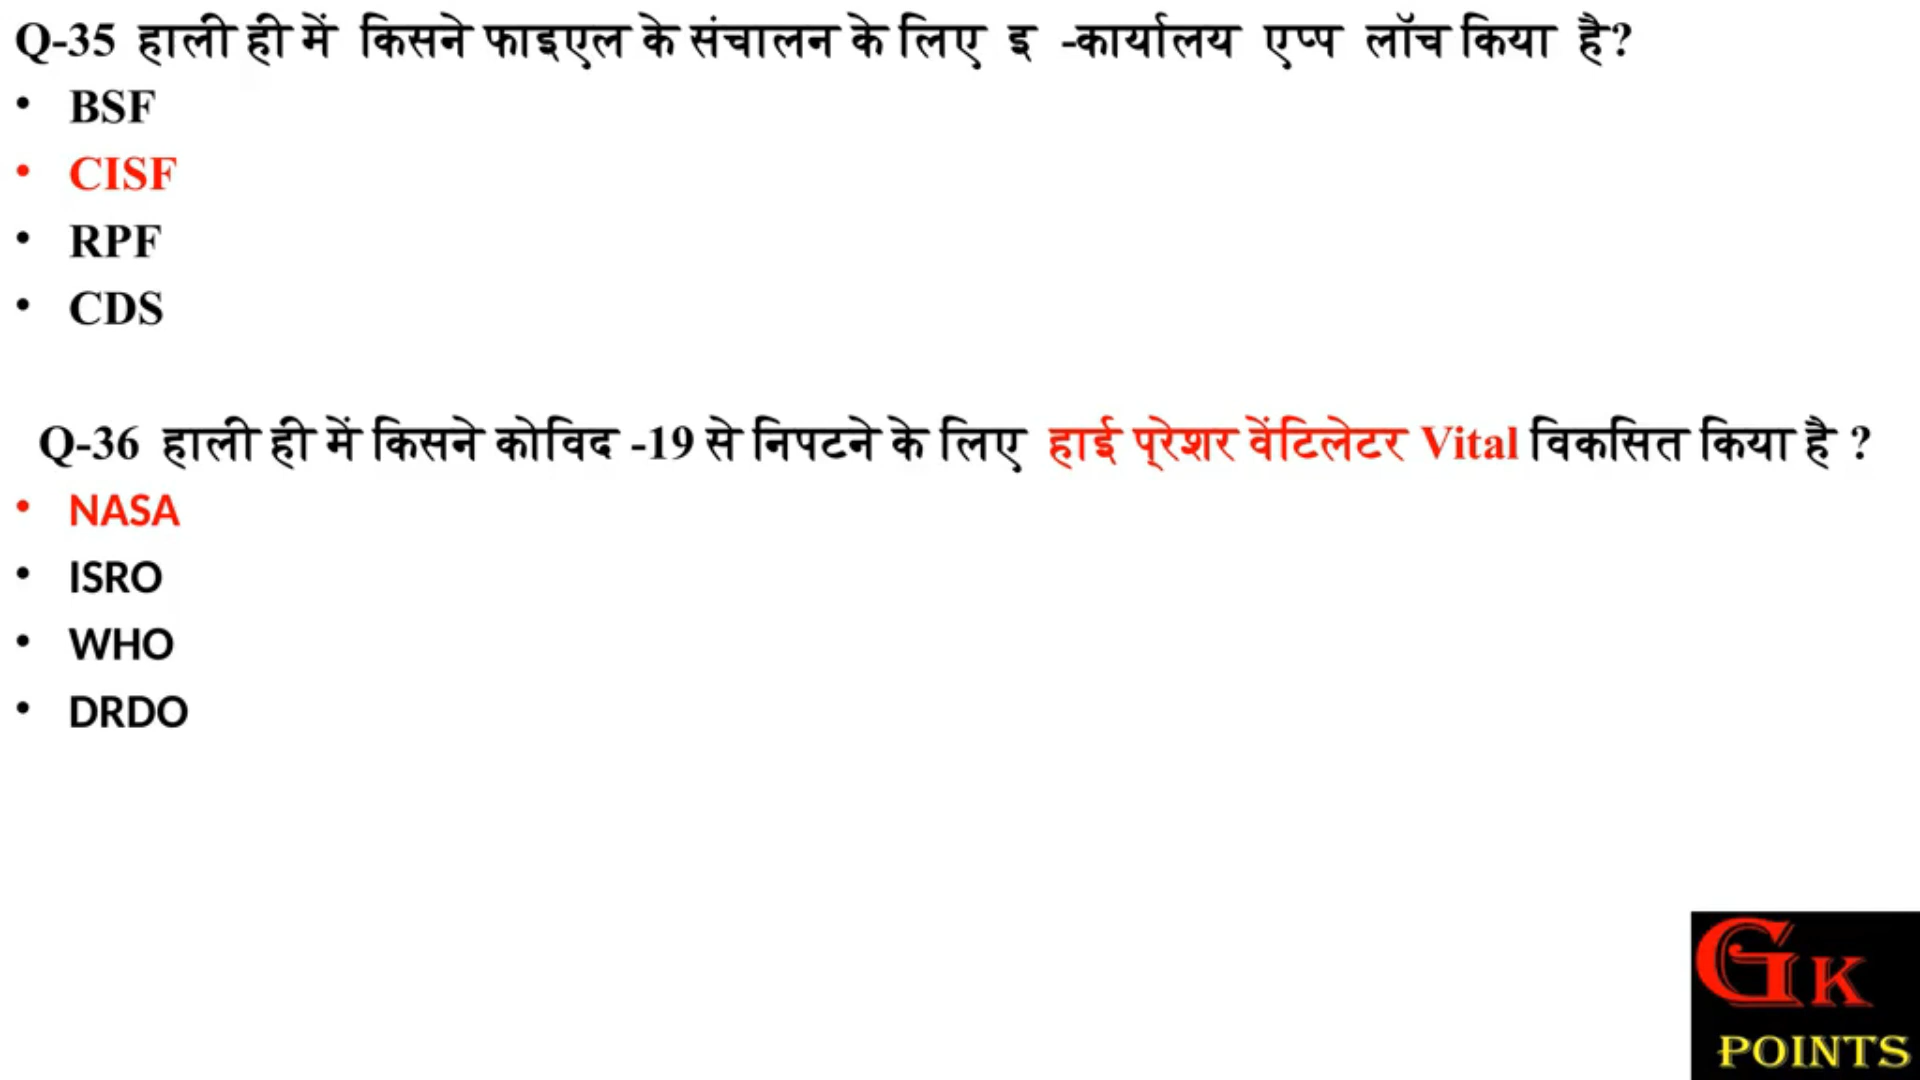 Q-35 हाली ही में किसने फाइएल के संचालन के लिए इ -कार्यालय एप्प लॉच किया है?
• BSF
• CISF
• RPF
• CDS
Q-36 हाली ही में किसने कोविद -19 से निपटने के लिए हाई प्रेशर वेंटिलेटर Vital विकसित किया है ?
• NASA
• ISRO
• WHO
• DRDO
GK
POINTS